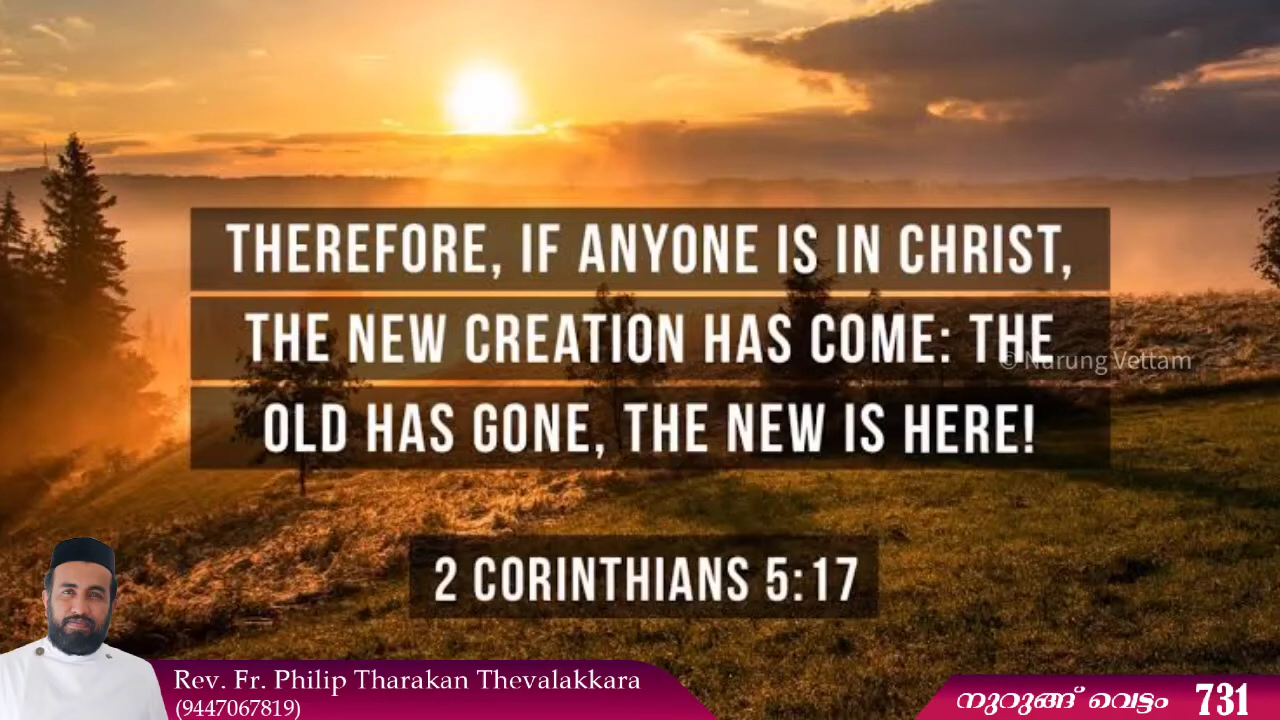 THEREFORE, IF ANYONE IS IN CHRIST,
THE NEW CREATION HAS COME: THE
© Nurung Vettam
OLD HAS GONE, THE NEW IS HERE!
2 CORINTHIANS 5:17
Rev. Fr. Philip Tharakan Thevalakkara
(9447067819)
നുറുങ്ങ് വെട്ടം 731